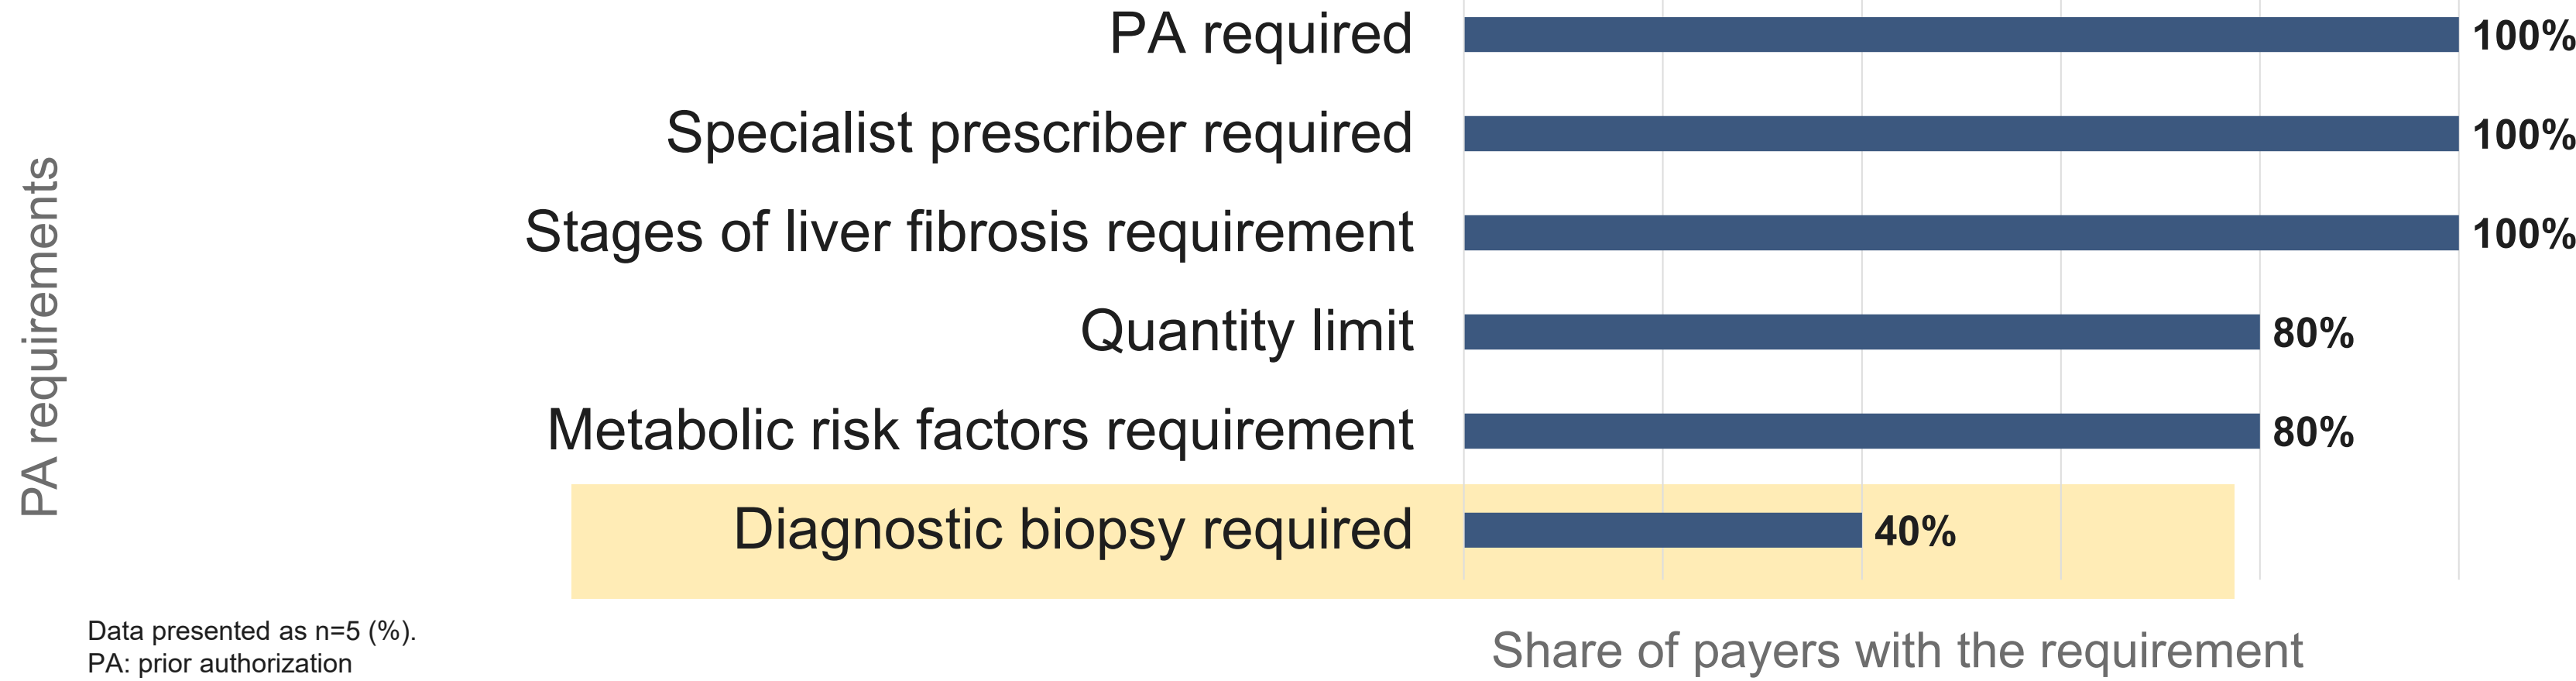 PA requirements
PA required 100%
Specialist prescriber required 100%
Stages of liver fibrosis requirement 100%
Quantity limit 80%
Metabolic risk factors requirement 80%
Diagnostic biopsy required 40%
Data presented as n=5 (%).
PA: prior authorization
Share of payers with the requirement